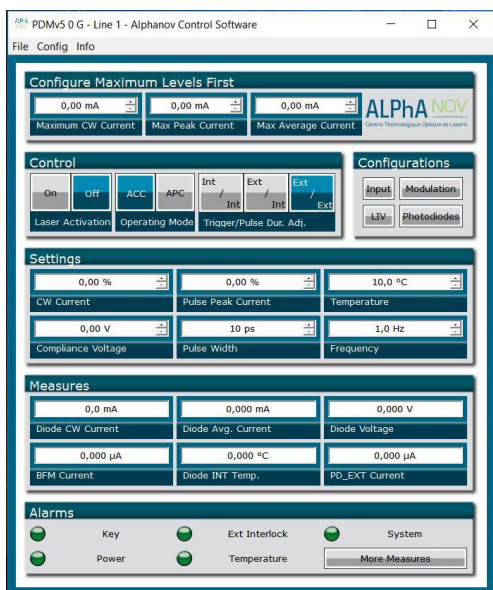 PDMv5 0 G - Line 1 - Alphanov Control Software
File Config Info
Configure Maximum Levels First
0,00 mA 0,00 mA 0,00 mA
Maximum CW Current Max Peak Current Max Average Current
ALPhA NOV
Centre Technologique Optique et Lasers
Control
On Off ACC APC Int / Int Ext / Int Ext / Ext
Laser Activation Operating Mode Trigger/Pulse Dur. Adj.
Configurations
Input Modulation
LIV Photodiodes
Settings
0,00 % 0,00 % 10,0 °C
CW Current Pulse Peak Current Temperature
0,00 V 10 ps 1,0 Hz
Compliance Voltage Pulse Width Frequency
Measures
0,0 mA 0,000 mA 0,000 V
Diode CW Current Diode Avg. Current Diode Voltage
0,000 µA 0,000 °C 0,000 µA
BFM Current Diode INT Temp. PD_EXT Current
Alarms
Key Ext Interlock System
Power Temperature More Measures